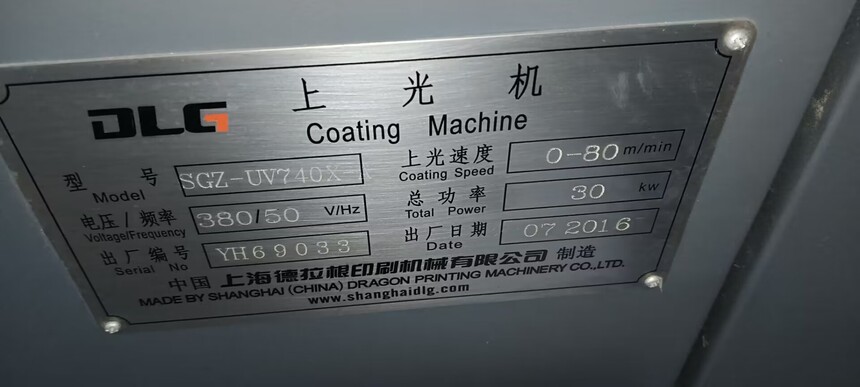 DLG
上光机
Coating Machine
型号 SGZ-UV740X
Model
上光速度 0-80 m/min
Coating Speed
电压/频率 380/50 V/Hz
Voltage/Frequency
总功率 30 kw
Total Power
出厂编号 YH69033
Serial No
出厂日期 07 2016
Date
中国 上海德拉根印刷机械有限公司 制造
MADE BY SHANGHAI (CHINA) DRAGON PRINTING MACHINERY CO.,LTD.
www.shanghaidlg.com